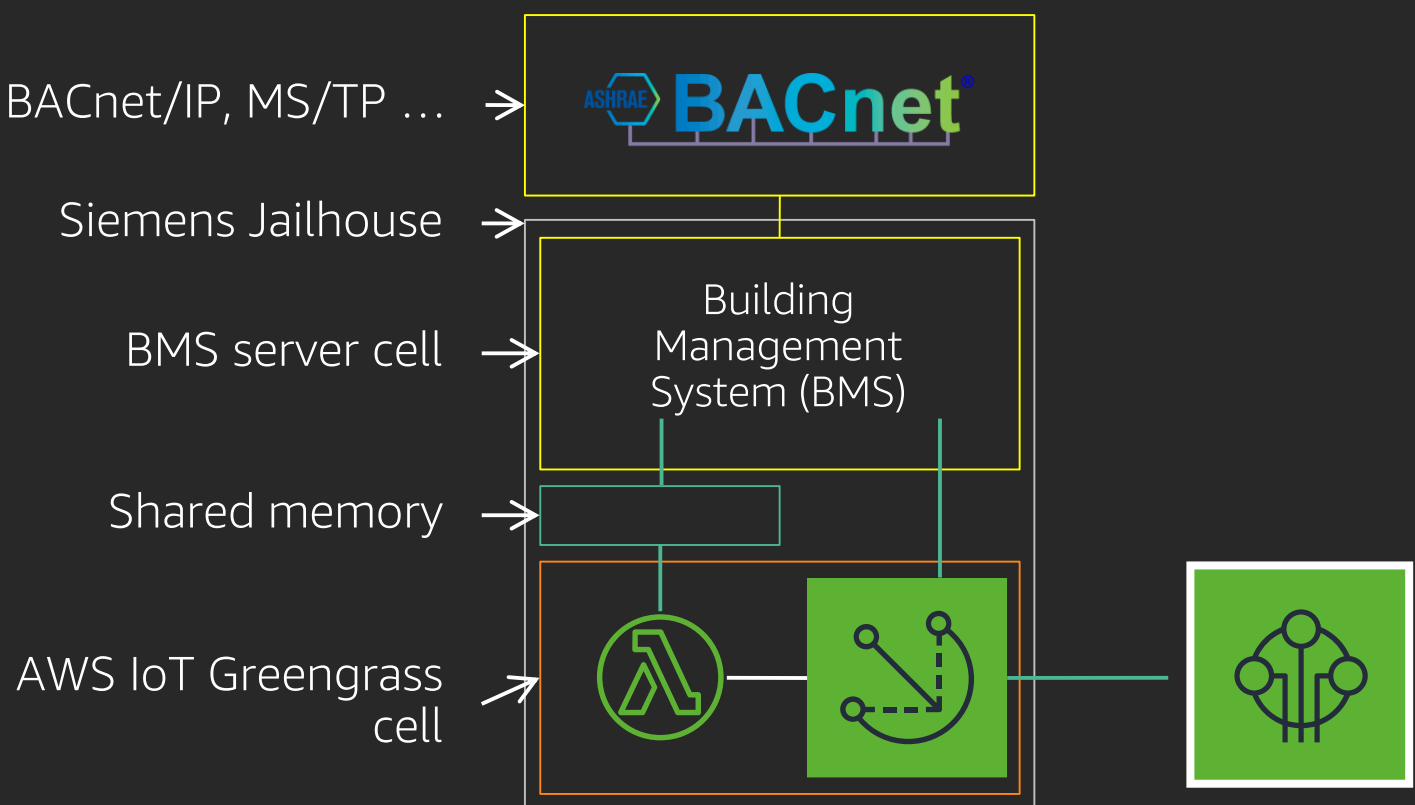 BACnet/IP, MS/TP ...
ASHRAE BACnet®
Siemens Jailhouse
BMS server cell
Building
Management
System (BMS)
Shared memory
AWS IoT Greengrass
cell